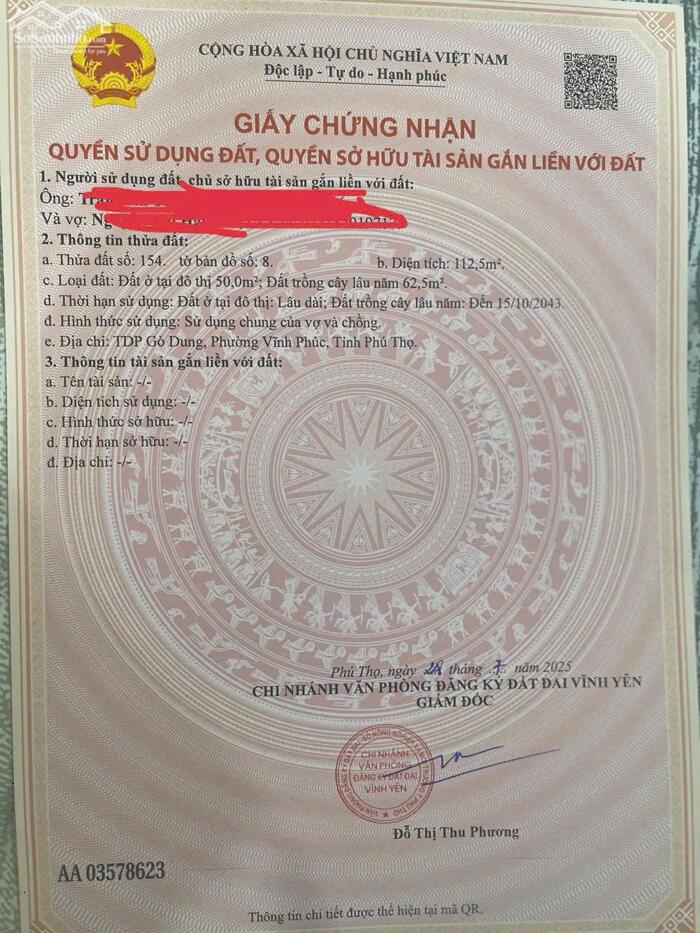 CỘNG HÒA XÃ HỘI CHỦ NGHĨA VIỆT NAM
Độc lập - Tự do - Hạnh phúc
GIẤY CHỨNG NHẬN
QUYỀN SỬ DỤNG ĐẤT, QUYỀN SỞ HỮU TÀI SẢN GẮN LIỀN VỚI ĐẤT
1. Người sử dụng đất, chủ sở hữu tài sản gắn liền với đất:
Ông:
Và vợ:
2. Thông tin thửa đất:
a. Thửa đất số: 154. tờ bản đồ số: 8. b. Diện tích: 112,5m².
c. Loại đất: Đất ở tại đô thị 50,0m²; Đất trồng cây lâu năm 62,5m².
d. Thời hạn sử dụng: Đất ở tại đô thị: Lâu dài; Đất trồng cây lâu năm: Đến 15/10/2043.
đ. Hình thức sử dụng: Sử dụng chung của vợ và chồng.
e. Địa chỉ: TDP Gò Dung, Phường Vĩnh Phúc, Tỉnh Phú Thọ.
3. Thông tin tài sản gắn liền với đất:
a. Tên tài sản: -/-
b. Diện tích sử dụng: -/-
c. Hình thức sở hữu: -/-
d. Thời hạn sở hữu: -/-
đ. Địa chỉ: -/-
Phú Thọ, ngày 28 tháng 7 năm 2025
CHI NHÁNH VĂN PHÒNG ĐĂNG KÝ ĐẤT ĐAI VĨNH YÊN
GIÁM ĐỐC
CHI NHÁNH
VĂN PHÒNG
ĐĂNG KÝ ĐẤT ĐAI
VĨNH YÊN
Đỗ Thị Thu Phương
AA 03578623
Thông tin chi tiết được thể hiện tại mã QR.